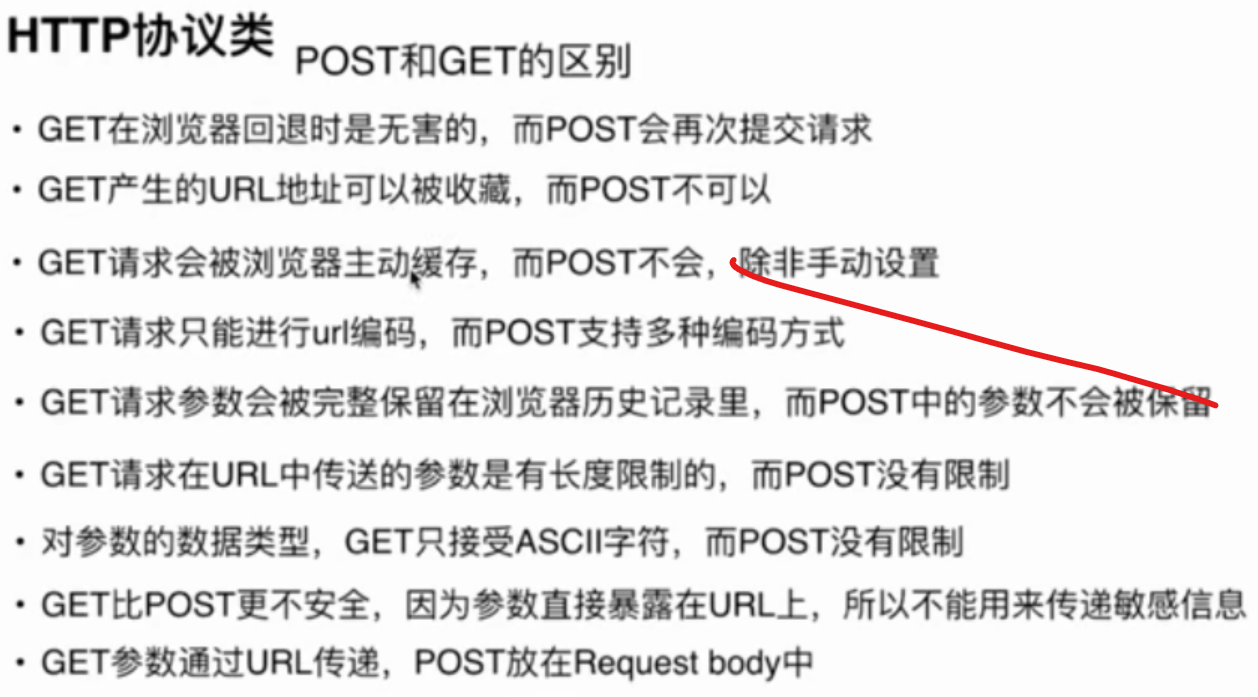 HTTP协议类
POST和GET的区别
• GET在浏览器回退时是无害的，而POST会再次提交请求
• GET产生的URL地址可以被收藏，而POST不可以
• GET请求会被浏览器主动缓存，而POST不会，除非手动设置
• GET请求只能进行url编码，而POST支持多种编码方式
• GET请求参数会被完整保留在浏览器历史记录里，而POST中的参数不会被保留
• GET请求在URL中传送的参数是有长度限制的，而POST没有限制
• 对参数的数据类型，GET只接受ASCII字符，而POST没有限制
• GET比POST更不安全，因为参数直接暴露在URL上，所以不能用来传递敏感信息
• GET参数通过URL传递，POST放在Request body中